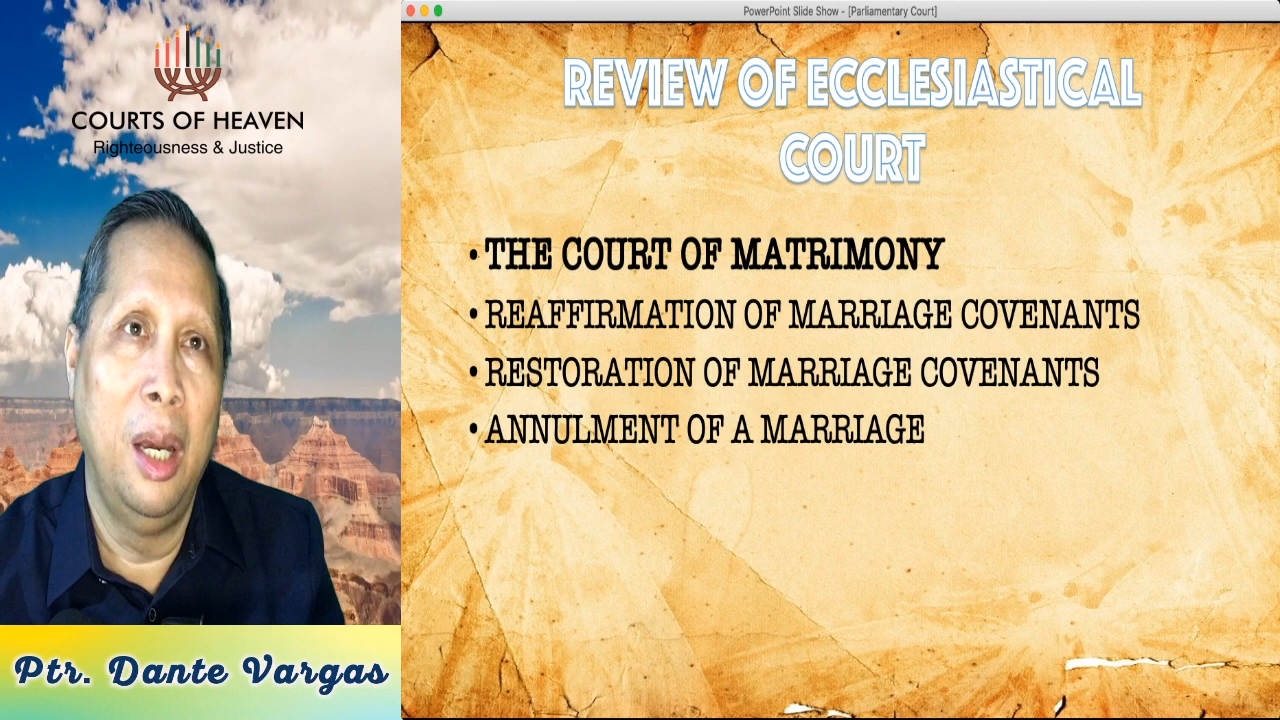 COURTS OF HEAVEN
Righteousness & Justice
Ptr. Dante Vargas
PowerPoint Slide Show - [Parliamentary Court]
REVIEW OF ECCLESIASTICAL
COURT
• THE COURT OF MATRIMONY
• REAFFIRMATION OF MARRIAGE COVENANTS
• RESTORATION OF MARRIAGE COVENANTS
• ANNULMENT OF A MARRIAGE